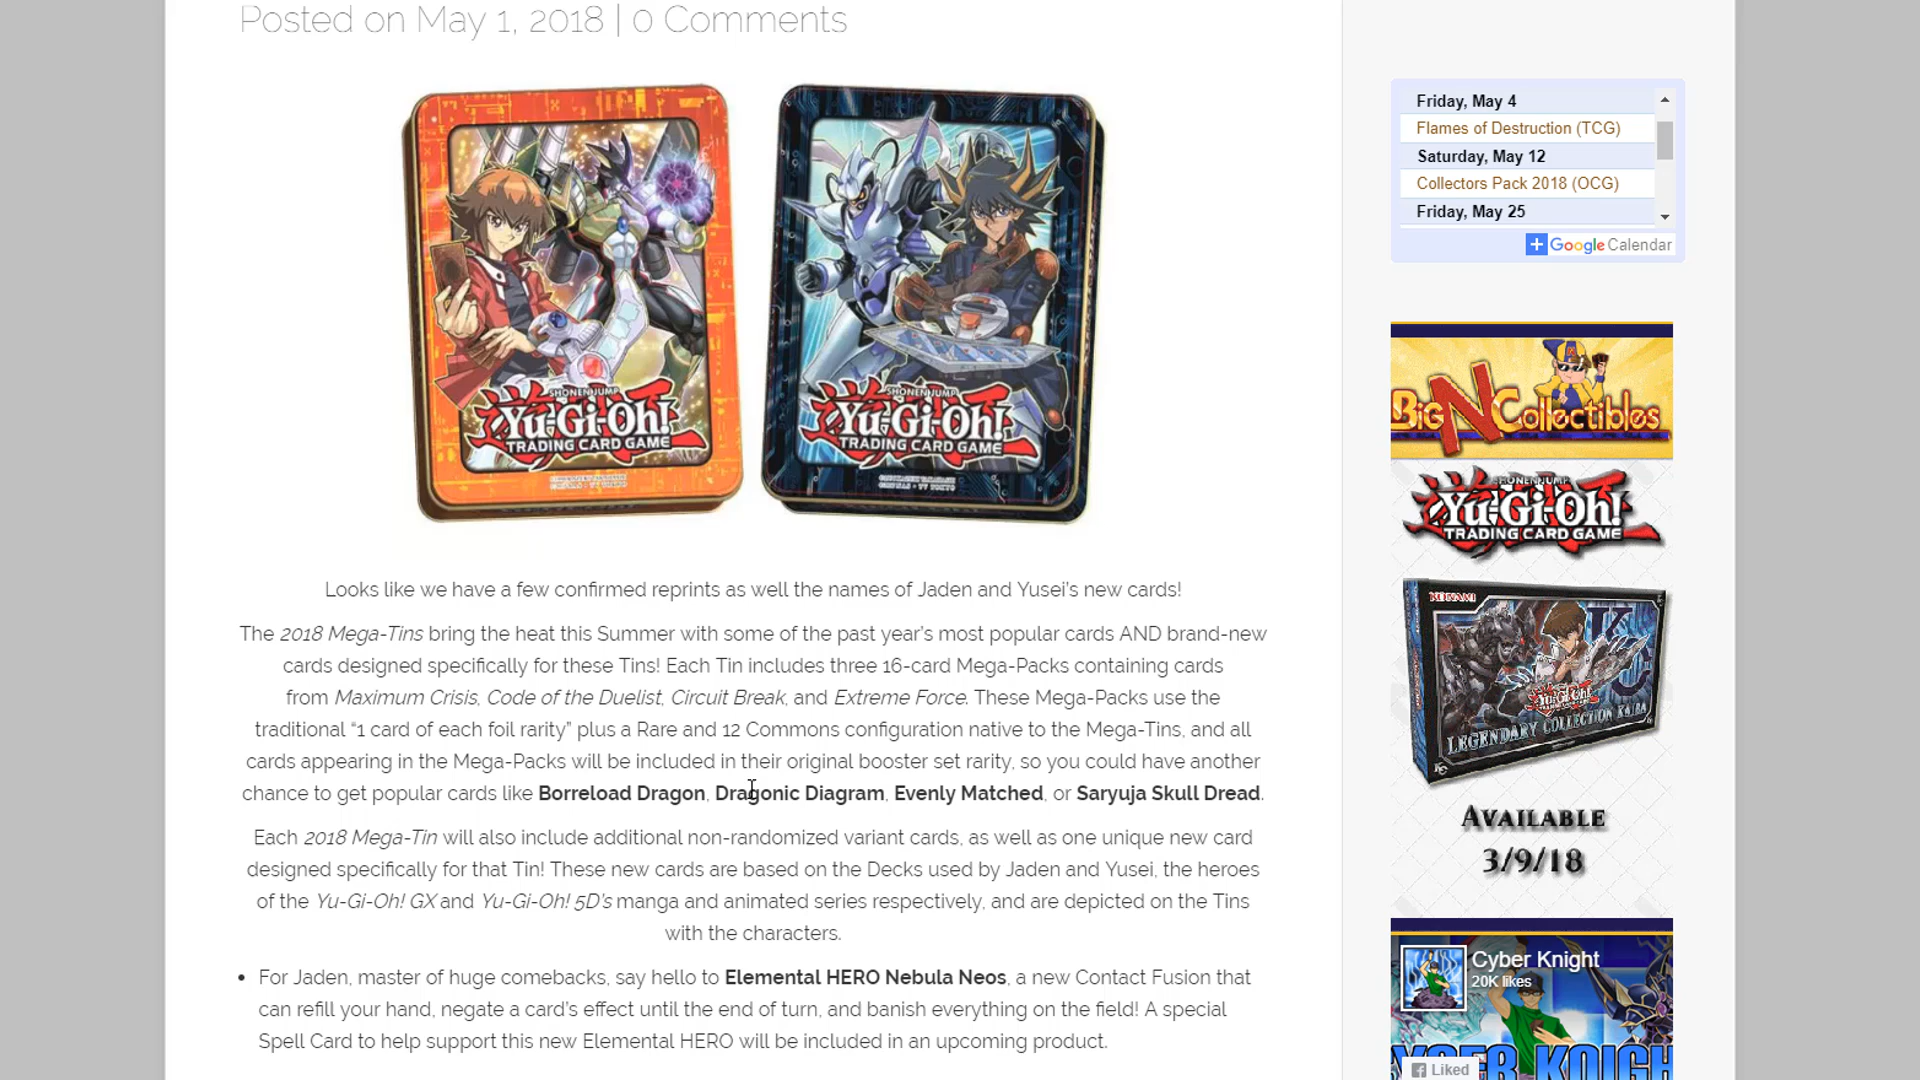 Posted on May 1, 2018 | 0 Comments
SHONEN JUMP
Yu-Gi-Oh!
TRADING CARD GAME
SHONEN JUMP
Yu-Gi-Oh!
TRADING CARD GAME
Looks like we have a few confirmed reprints as well the names of Jaden and Yusei's new cards!
The 2018 Mega-Tins bring the heat this Summer with some of the past year's most popular cards AND brand-new
cards designed specifically for these Tins! Each Tin includes three 16-card Mega-Packs containing cards
from Maximum Crisis, Code of the Duelist, Circuit Break, and Extreme Force. These Mega-Packs use the
traditional “1 card of each foil rarity” plus a Rare and 12 Commons configuration native to the Mega-Tins, and all
cards appearing in the Mega-Packs will be included in their original booster set rarity, so you could have another
chance to get popular cards like Borreload Dragon, Dragonic Diagram, Evenly Matched, or Saryuja Skull Dread.
Each 2018 Mega-Tin will also include additional non-randomized variant cards, as well as one unique new card
designed specifically for that Tin! These new cards are based on the Decks used by Jaden and Yusei, the heroes
of the Yu-Gi-Oh! GX and Yu-Gi-Oh! 5D's manga and animated series respectively, and are depicted on the Tins
with the characters.
• For Jaden, master of huge comebacks, say hello to Elemental HERO Nebula Neos, a new Contact Fusion that
can refill your hand, negate a card's effect until the end of turn, and banish everything on the field! A special
Spell Card to help support this new Elemental HERO will be included in an upcoming product.
Friday, May 4
Flames of Destruction (TCG)
Saturday, May 12
Collectors Pack 2018 (OCG)
Friday, May 25
Google Calendar
Big N Collectibles
SHONEN JUMP
Yu-Gi-Oh!
TRADING CARD GAME
KONAMI
Yu-Gi-Oh!
LEGENDARY COLLECTION KAIBA
AVAILABLE
3/9/18
Cyber Knight
20K likes
CYBER KNIGHT
Liked